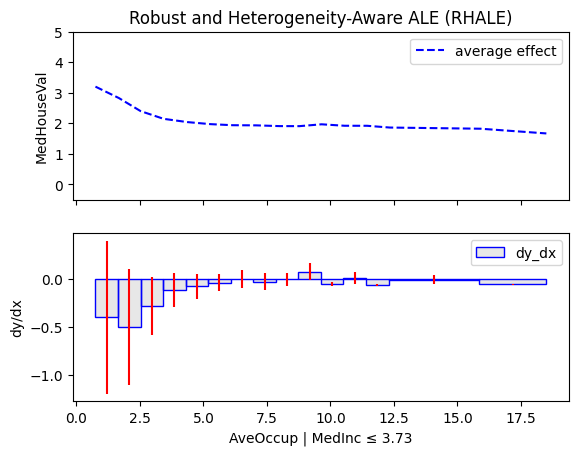 Robust and Heterogeneity-Aware ALE (RHALE)
5
4
3
2
1
0
MedHouseVal
average effect
0.0
−0.5
−1.0
dy/dx
dy_dx
0.0 2.5 5.0 7.5 10.0 12.5 15.0 17.5
AveOccup | MedInc ≤ 3.73